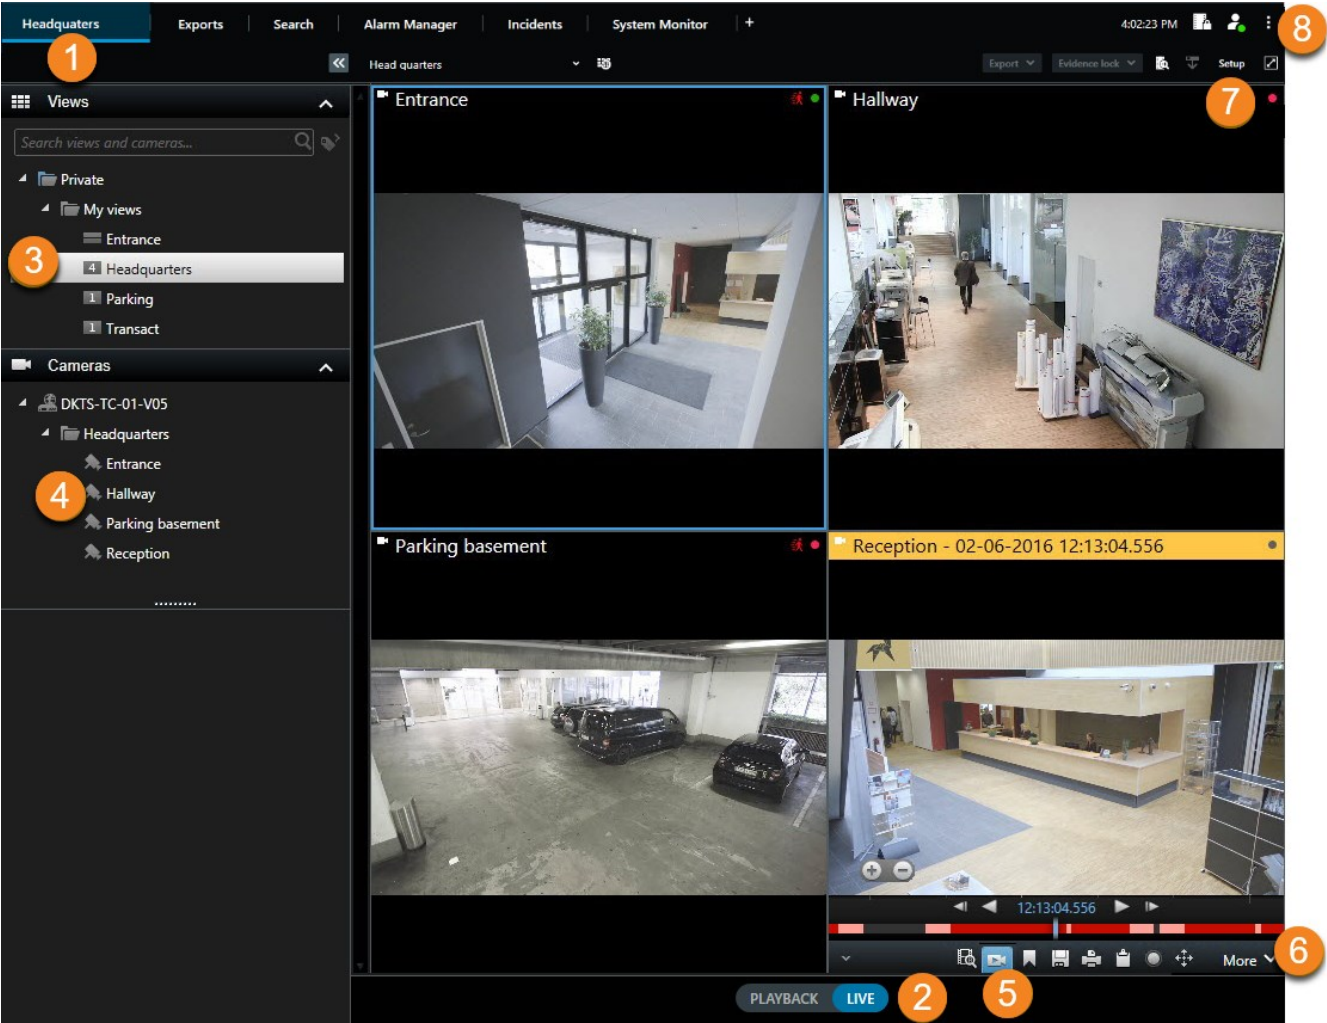 Headquaters
Exports
Search
Alarm Manager
Incidents
System Monitor
+
4:02:23 PM
8
1
Head quarters
Export
Evidence lock
Setup
7
Views
Search views and cameras...
Private
My views
Entrance
3
4 Headquarters
1 Parking
1 Transact
Cameras
DKTS-TC-01-V05
Headquarters
Entrance
4
Hallway
Parking basement
Reception
Entrance
Hallway
Parking basement
Reception - 02-06-2016 12:13:04.556
12:13:04.556
More
6
5
PLAYBACK
LIVE
2